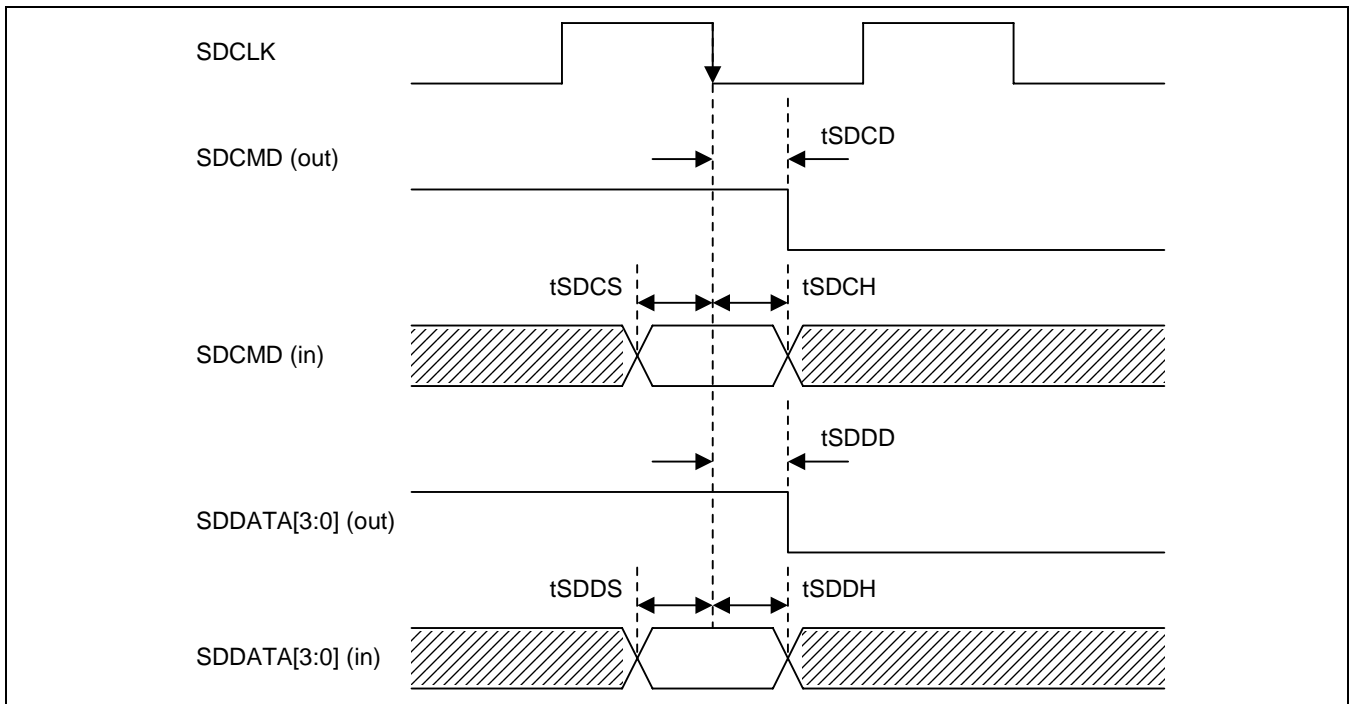 SDCLK
tSDCD
SDCMD (out)
tSDCS
tSDCH
SDCMD (in)
tSDDD
SDDATA[3:0] (out)
tSDDS
tSDDH
SDDATA[3:0] (in)